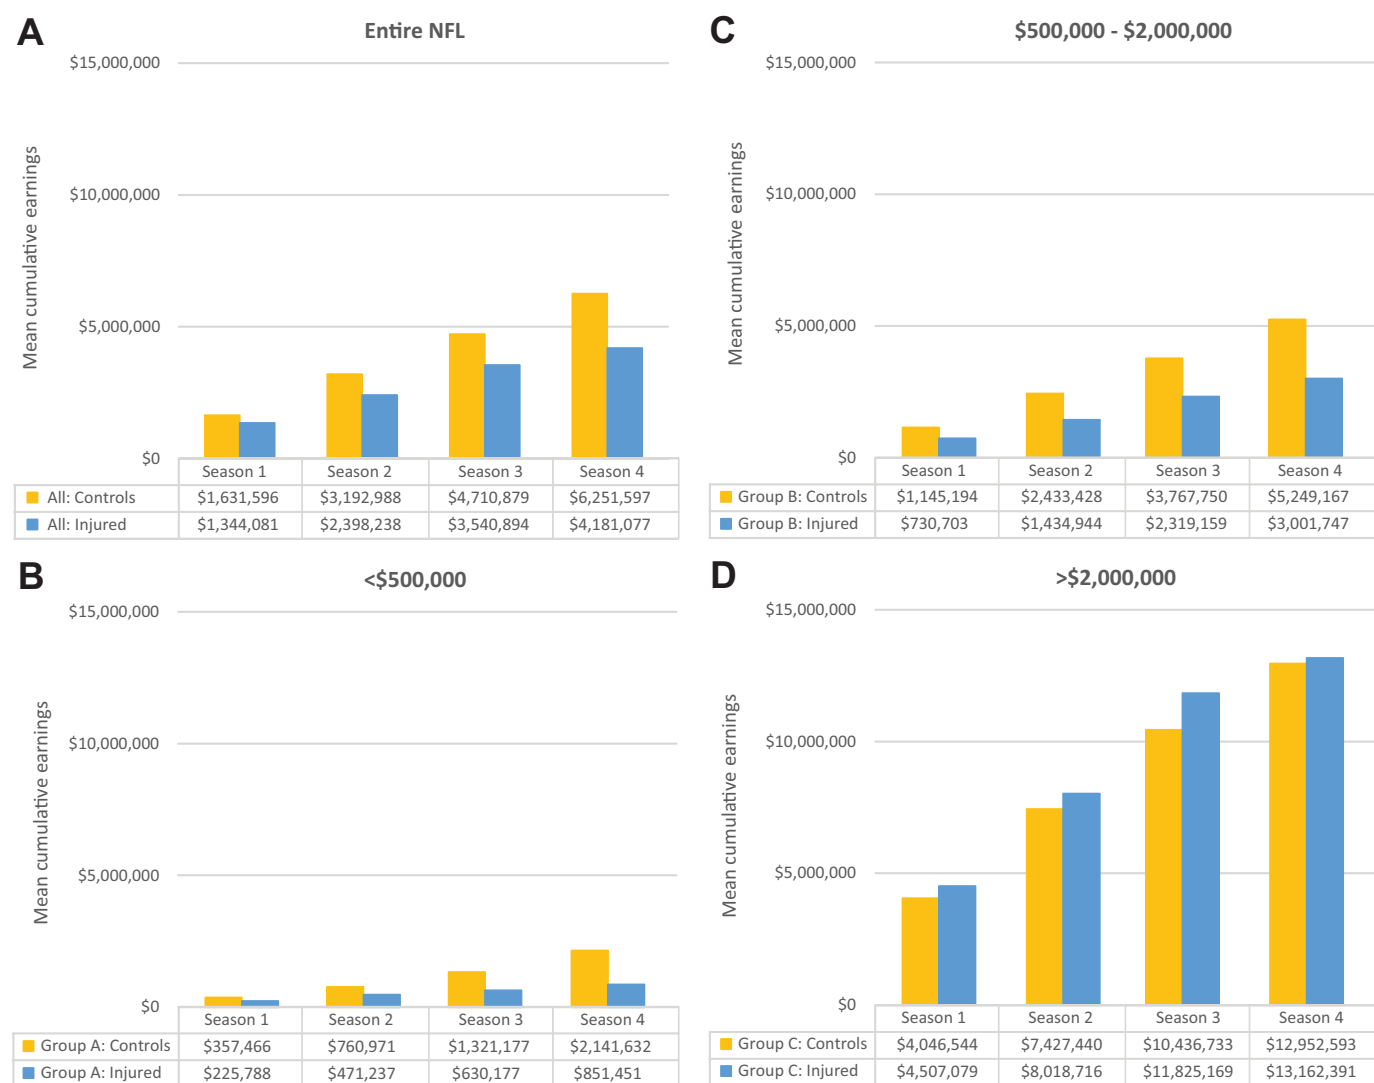 A
Entire NFL
$15,000,000
$10,000,000
$5,000,000
$0
Mean cumulative earnings
Season 1 Season 2 Season 3 Season 4
All: Controls $1,631,596 $3,192,988 $4,710,879 $6,251,597
All: Injured $1,344,081 $2,398,238 $3,540,894 $4,181,077
B
<$500,000
$15,000,000
$10,000,000
$5,000,000
$0
Mean cumulative earnings
Season 1 Season 2 Season 3 Season 4
Group A: Controls $357,466 $760,971 $1,321,177 $2,141,632
Group A: Injured $225,788 $471,237 $630,177 $851,451
C
$500,000 - $2,000,000
$15,000,000
$10,000,000
$5,000,000
$0
Mean cumulative earnings
Season 1 Season 2 Season 3 Season 4
Group B: Controls $1,145,194 $2,433,428 $3,767,750 $5,249,167
Group B: Injured $730,703 $1,434,944 $2,319,159 $3,001,747
D
>$2,000,000
$15,000,000
$10,000,000
$5,000,000
$0
Mean cumulative earnings
Season 1 Season 2 Season 3 Season 4
Group C: Controls $4,046,544 $7,427,440 $10,436,733 $12,952,593
Group C: Injured $4,507,079 $8,018,716 $11,825,169 $13,162,391